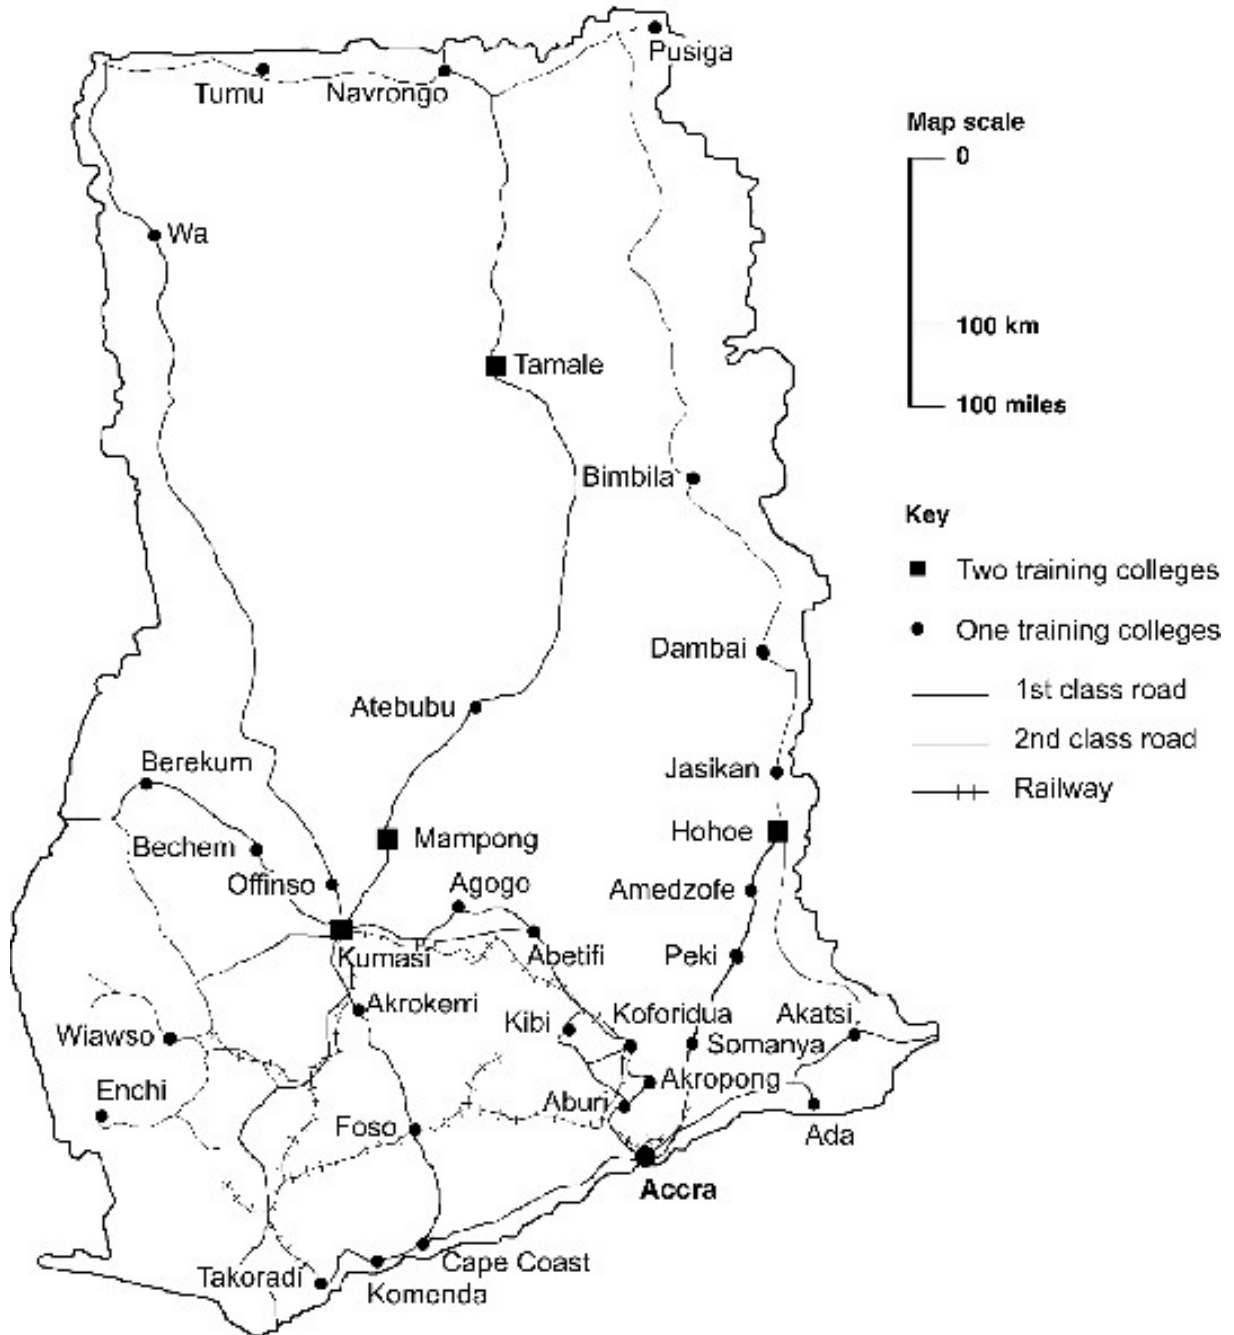 Pusiga
Tumu
Navrongo
Map scale
0
Wa
100 km
Tamale
100 miles
Bimbila
Key
Two training colleges
One training colleges
Dambai
1st class road
Atebubu
2nd class road
Berekum
Jasikan
Railway
Hohoe
Mampong
Bechem
Offinso
Agogo
Amedzofe
Kumasi
Abetifi
Peki
Akrokerri
Kibi
Koforidua
Akatsi
Wiawso
Somanya
Enchi
Akropong
Aburi
Foso
Ada
Accra
Cape Coast
Takoradi
Komenda